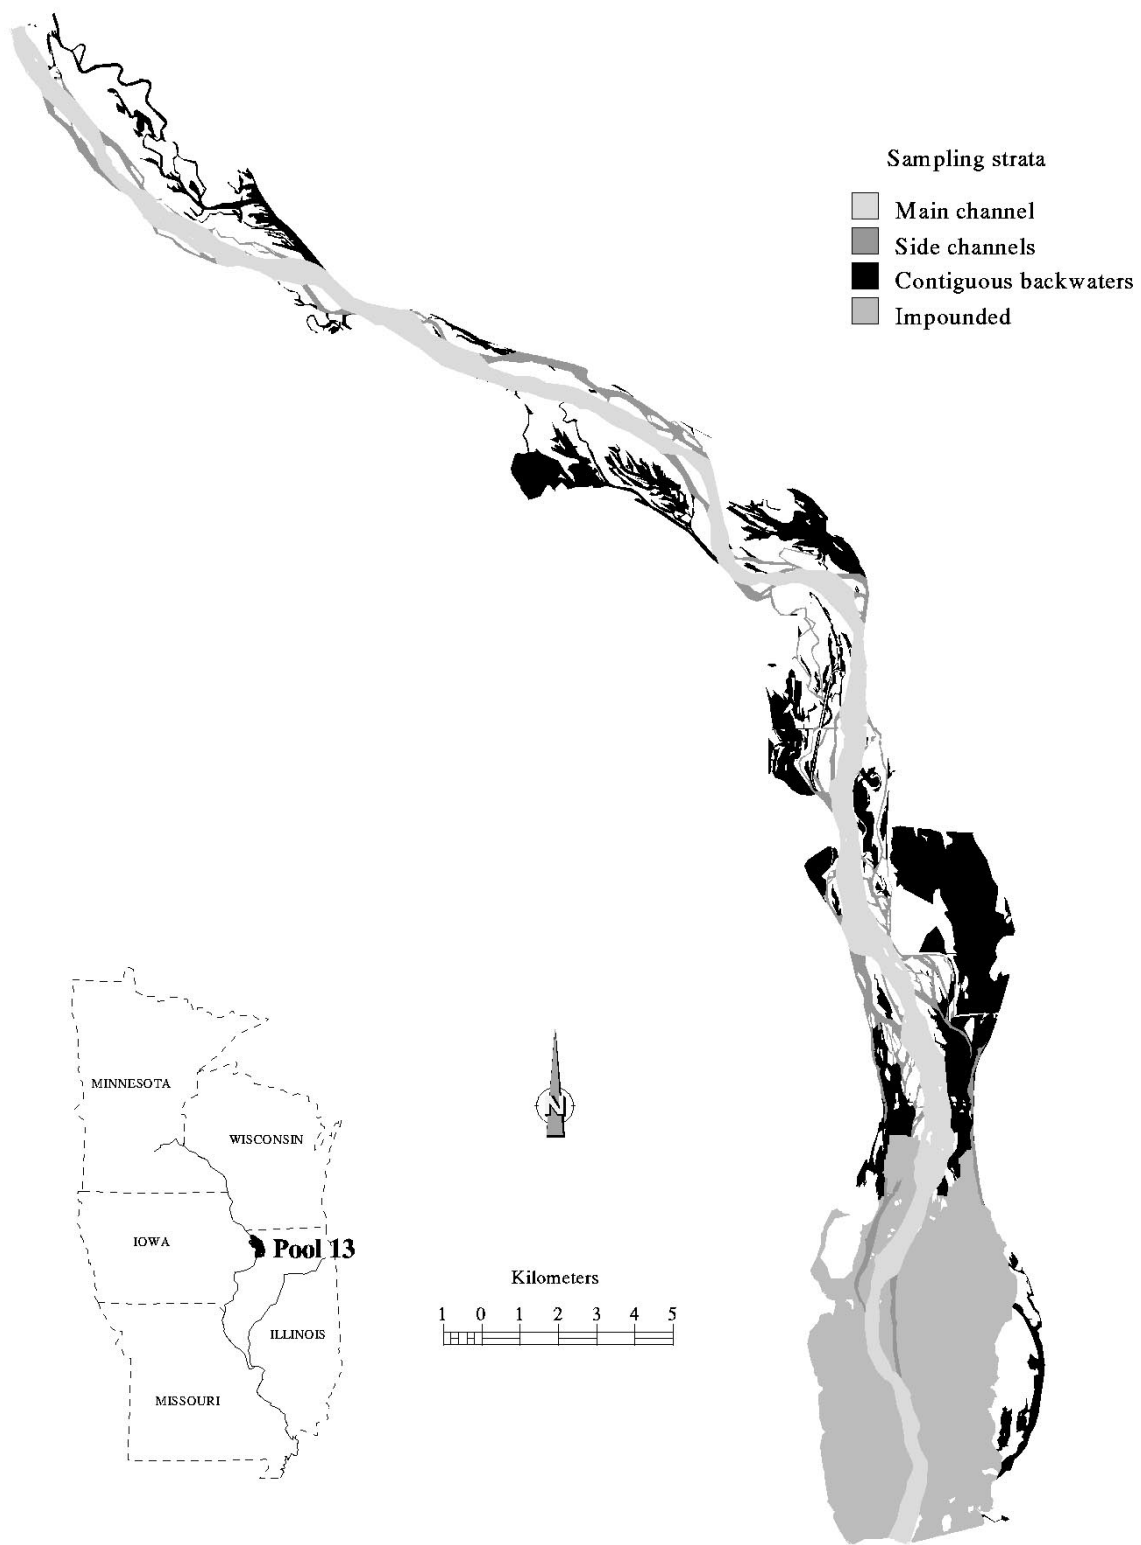 Sampling strata
Main channel
Side channels
Contiguous backwaters
Impounded
MINNESOTA
WISCONSIN
IOWA
Pool 13
ILLINOIS
MISSOURI
N
Kilometers
1 0 1 2 3 4 5